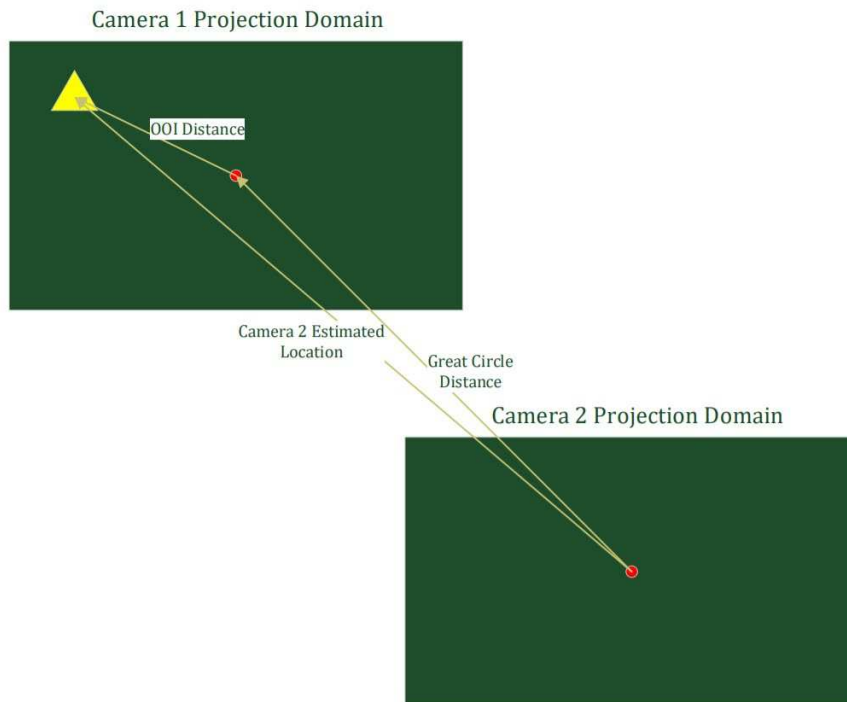 Camera 1 Projection Domain
OOI Distance
Camera 2 Estimated
Location
Great Circle
Distance
Camera 2 Projection Domain